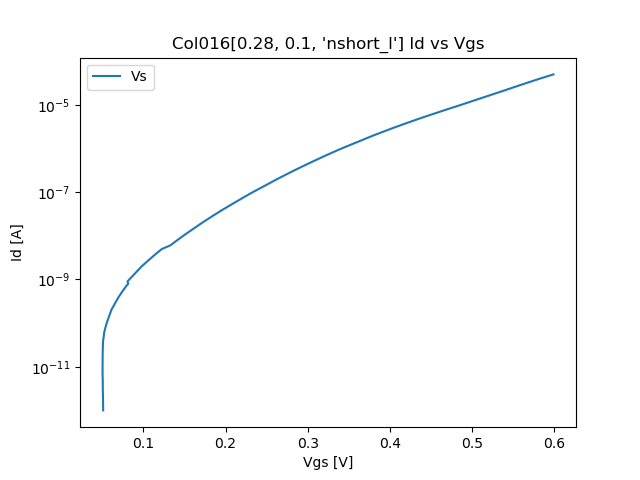 Col016[0.28, 0.1, 'nshort_l'] Id vs Vgs
Vs
Id [A]
10⁻⁵
10⁻⁷
10⁻⁹
10⁻¹¹
0.1 0.2 0.3 0.4 0.5 0.6
Vgs [V]